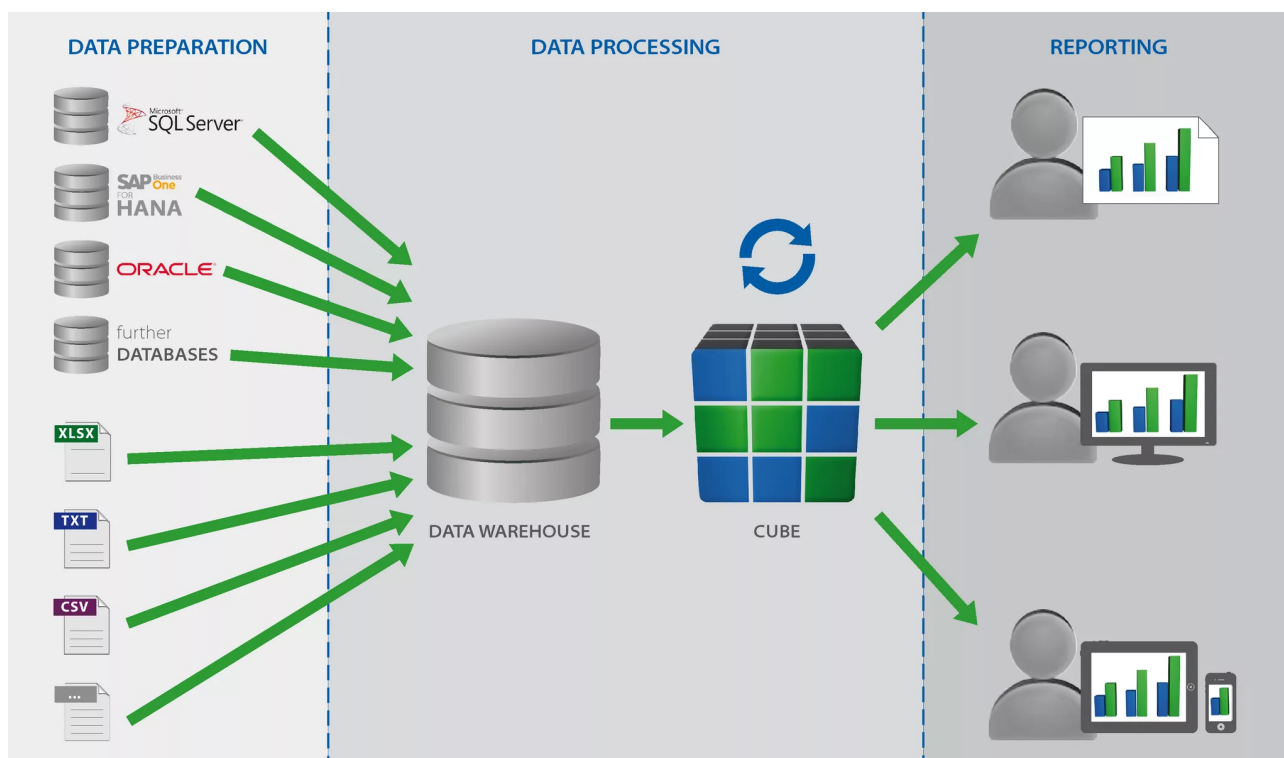 DATA PREPARATION
DATA PROCESSING
REPORTING
Microsoft
SQL Server
SAP Business
One
FOR
HANA
ORACLE
further
DATABASES
XLSX
TXT
CSV
...
DATA WAREHOUSE
CUBE